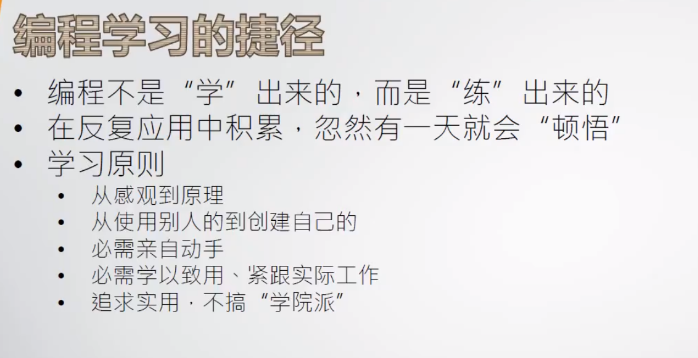 编程学习的捷径
• 编程不是“学”出来的，而是“练”出来的
• 在反复应用中积累，忽然有一天就会“顿悟”
• 学习原则
• 从感观到原理
• 从使用别人的到创建自己的
• 必需亲自动手
• 必需学以致用、紧跟实际工作
• 追求实用，不搞“学院派”